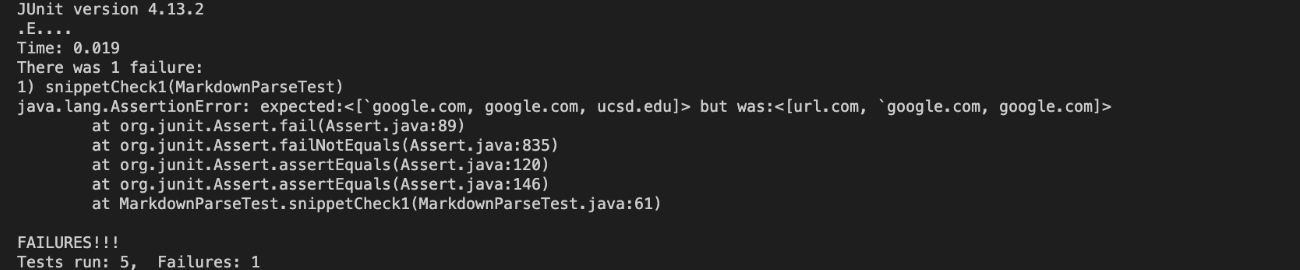 JUnit version 4.13.2
.E....
Time: 0.019
There was 1 failure:
1) snippetCheck1(MarkdownParseTest)
java.lang.AssertionError: expected:<[`google.com, google.com, ucsd.edu]> but was:<[url.com, `google.com, google.com]>
        at org.junit.Assert.fail(Assert.java:89)
        at org.junit.Assert.failNotEquals(Assert.java:835)
        at org.junit.Assert.assertEquals(Assert.java:120)
        at org.junit.Assert.assertEquals(Assert.java:146)
        at MarkdownParseTest.snippetCheck1(MarkdownParseTest.java:61)
FAILURES!!!
Tests run: 5,  Failures: 1